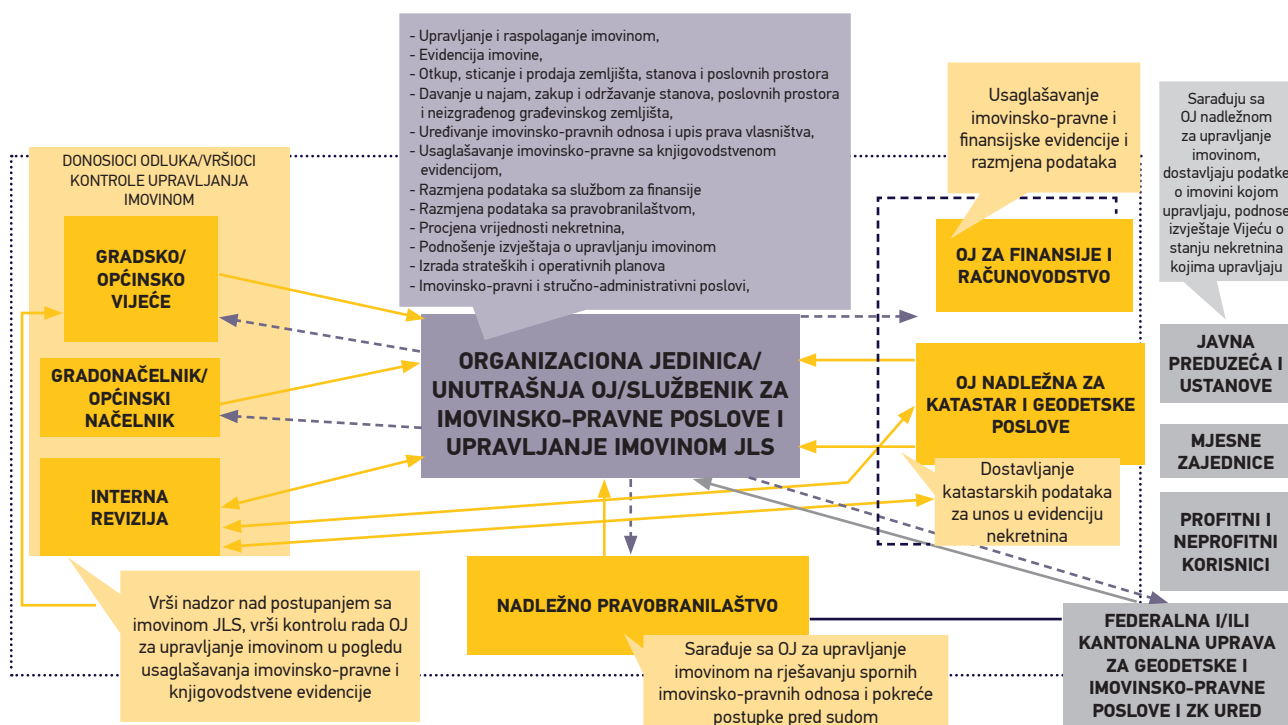 - Upravljanje i raspolaganje imovinom,
- Evidencija imovine,
- Otkup, sticanje i prodaja zemljišta, stanova i poslovnih prostora
- Davanje u najam, zakup i održavanje stanova, poslovnih prostora
i neizgrađenog građevinskog zemljišta,
- Uređivanje imovinsko-pravnih odnosa i upis prava vlasništva,
- Usaglašavanje imovinsko-pravne sa knjigovodstvenom
evidencijom,
- Razmjena podataka sa službom za finansije
- Razmjena podataka sa pravobranilaštvom,
- Procjena vrijednosti nekretnina,
- Podnošenje izvještaja o upravljanju imovinom
- Izrada strateških i operativnih planova
- Imovinsko-pravni i stručno-administrativni poslovi,
DONOSIOCI ODLUKA/VRŠIOCI
KONTROLE UPRAVLJANJA
IMOVINOM
GRADSKO/
OPĆINSKO
VIJEĆE
GRADONAČELNIK/
OPĆINSKI
NAČELNIK
INTERNA
REVIZIJA
Vrši nadzor nad postupanjem sa
imovinom JLS, vrši kontrolu rada OJ
za upravljanje imovinom u pogledu
usaglašavanja imovinsko-pravne i
knjigovodstvene evidencije
ORGANIZACIONA JEDINICA/
UNUTRAŠNJA OJ/SLUŽBENIK ZA
IMOVINSKO-PRAVNE POSLOVE I
UPRAVLJANJE IMOVINOM JLS
NADLEŽNO PRAVOBRANILAŠTVO
Sarađuje sa OJ za upravljanje
imovinom na rješavanju spornih
imovinsko-pravnih odnosa i pokreće
postupke pred sudom
Usaglašavanje
imovinsko-pravne i
finansijske evidencije i
razmjena podataka
OJ ZA FINANSIJE I
RAČUNOVODSTVO
OJ NADLEŽNA ZA
KATASTAR I GEODETSKE
POSLOVE
Dostavljanje
katastarskih podataka
za unos u evidenciju
nekretnina
Sarađuju sa
OJ nadležnom
za upravljanje
imovinom,
dostavljaju podatke
o imovini kojom
upravljaju, podnose
izvještaje Vijeću o
stanju nekretnina
kojima upravljaju
JAVNA
PREDUZEĆA I
USTANOVE
MJESNE
ZAJEDNICE
PROFITNI I
NEPROFITNI
KORISNICI
FEDERALNA I/ILI
KANTONALNA UPRAVA
ZA GEODETSKE I
IMOVINSKO-PRAVNE
POSLOVE I ZK URED